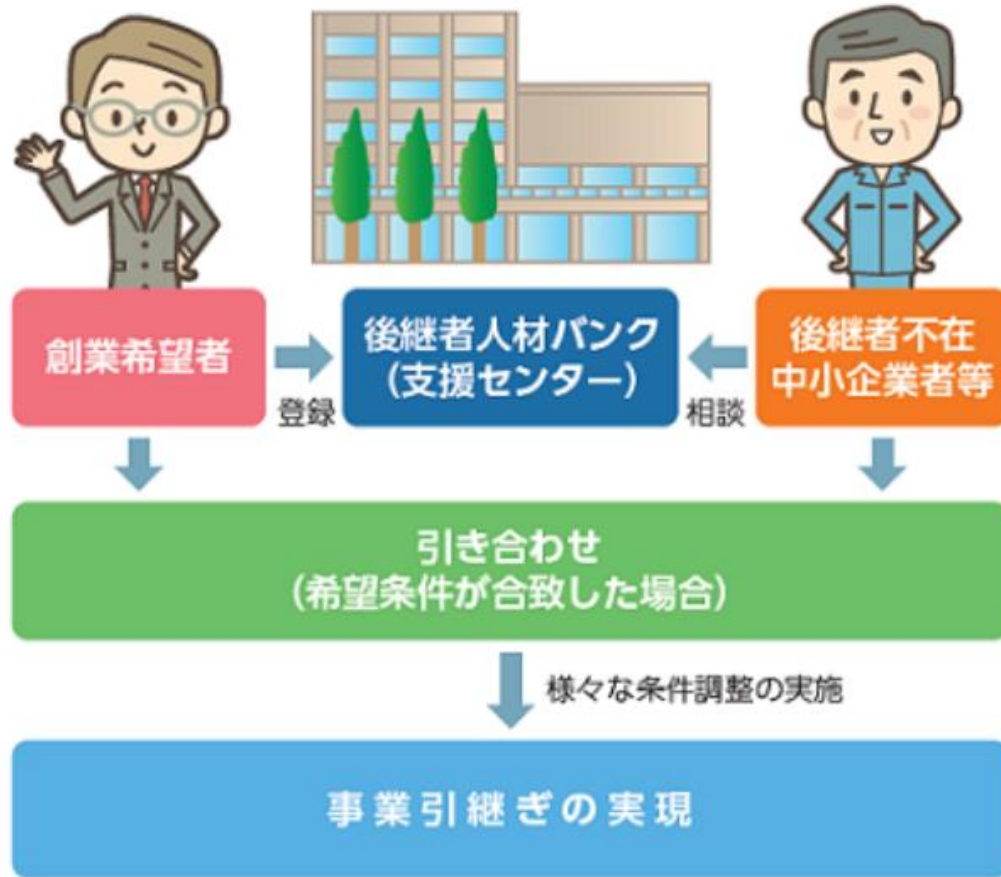 創業希望者
登録
後継者人材バンク
(支援センター)
相談
後継者不在
中小企業者等
引き合わせ
(希望条件が合致した場合)
様々な条件調整の実施
事業引継ぎの実現